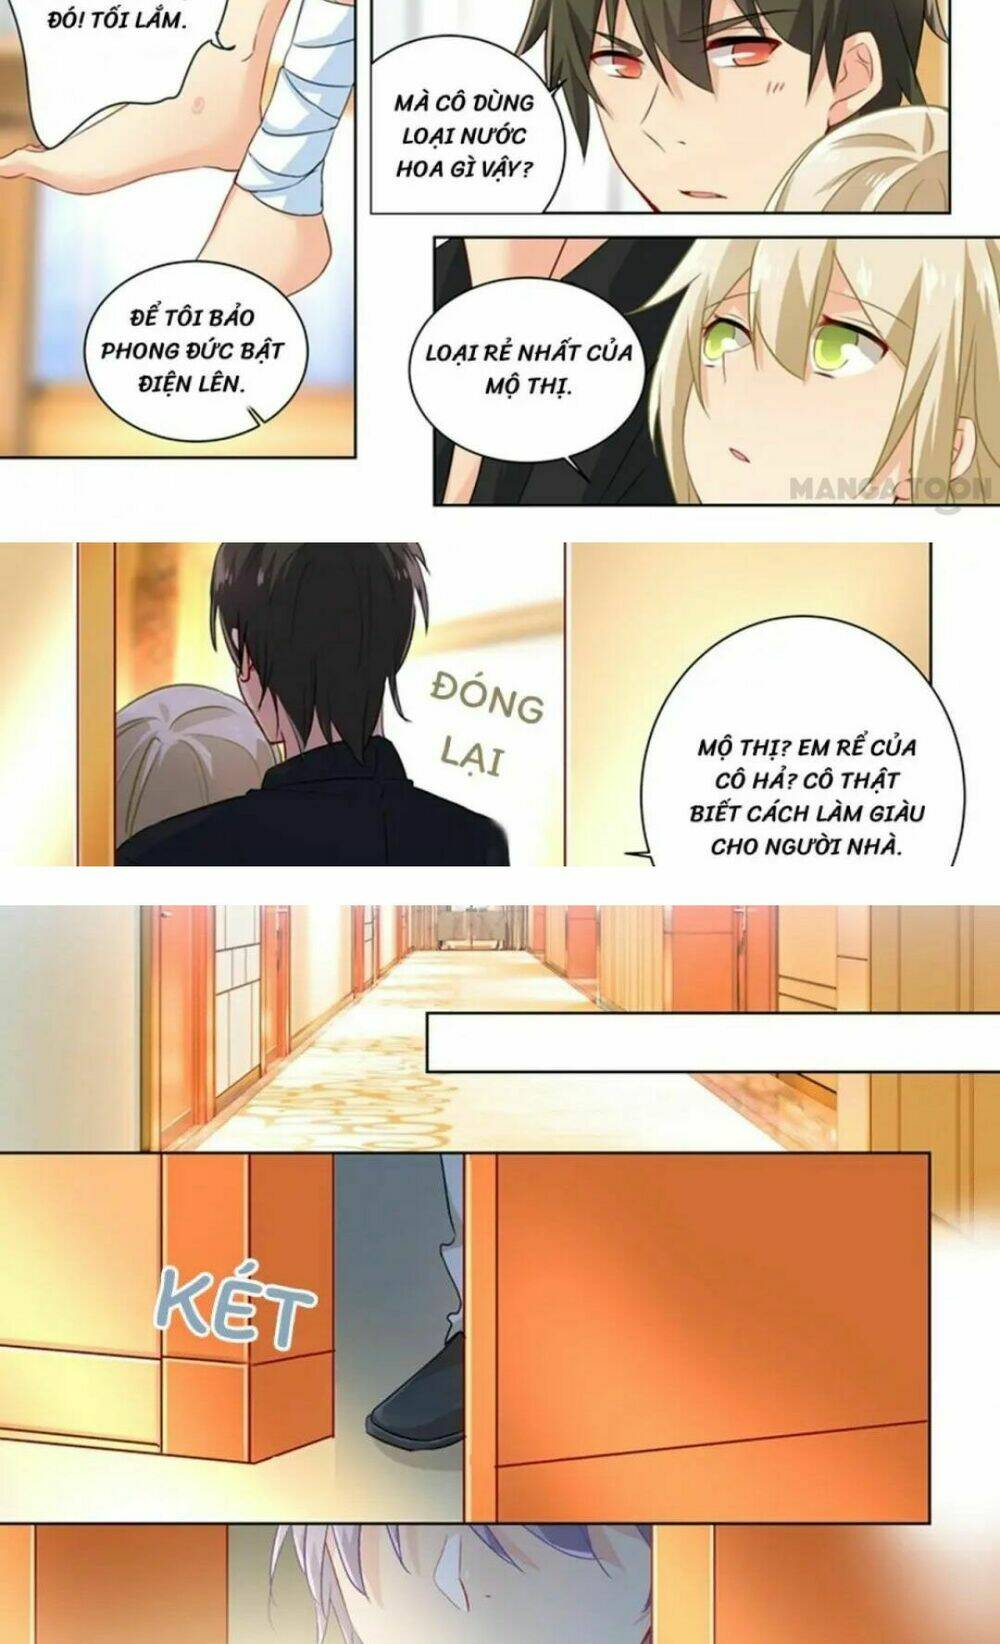 ĐÓ! TỐI LẮM.
MÀ CÔ DÙNG
LOẠI NƯỚC
HOA GÌ VẬY?
ĐỂ TÔI BẢO
PHONG ĐỨC BẬT
ĐIỆN LÊN.
LOẠI RẺ NHẤT CỦA
MỘ THỊ.
MANGATOON
ĐÓNG
LẠI
MỘ THỊ? EM RỂ CỦA
CÔ HẢ? CÔ THẬT
BIẾT CÁCH LÀM GIÀU
CHO NGƯỜI NHÀ.
KÉT